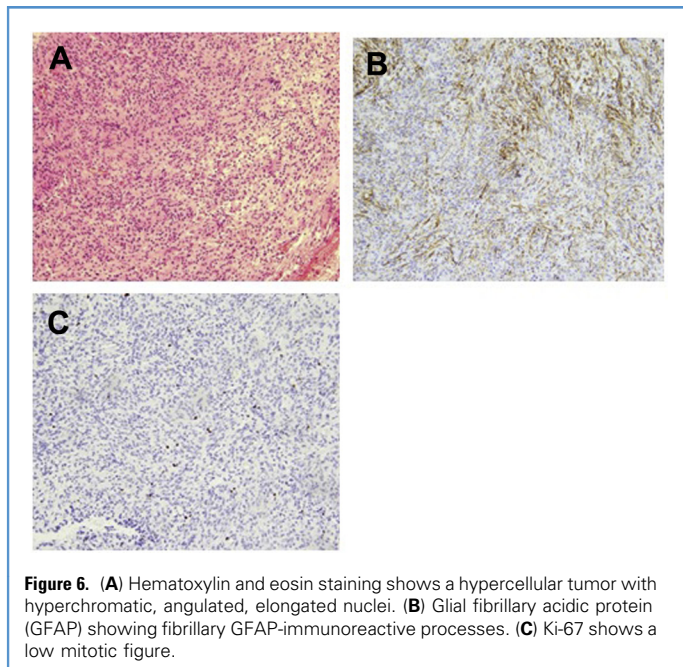 A
B
C
Figure 6. (A) Hematoxylin and eosin staining shows a hypercellular tumor with
hyperchromatic, angulated, elongated nuclei. (B) Glial fibrillary acidic protein
(GFAP) showing fibrillary GFAP-immunoreactive processes. (C) Ki-67 shows a
low mitotic figure.